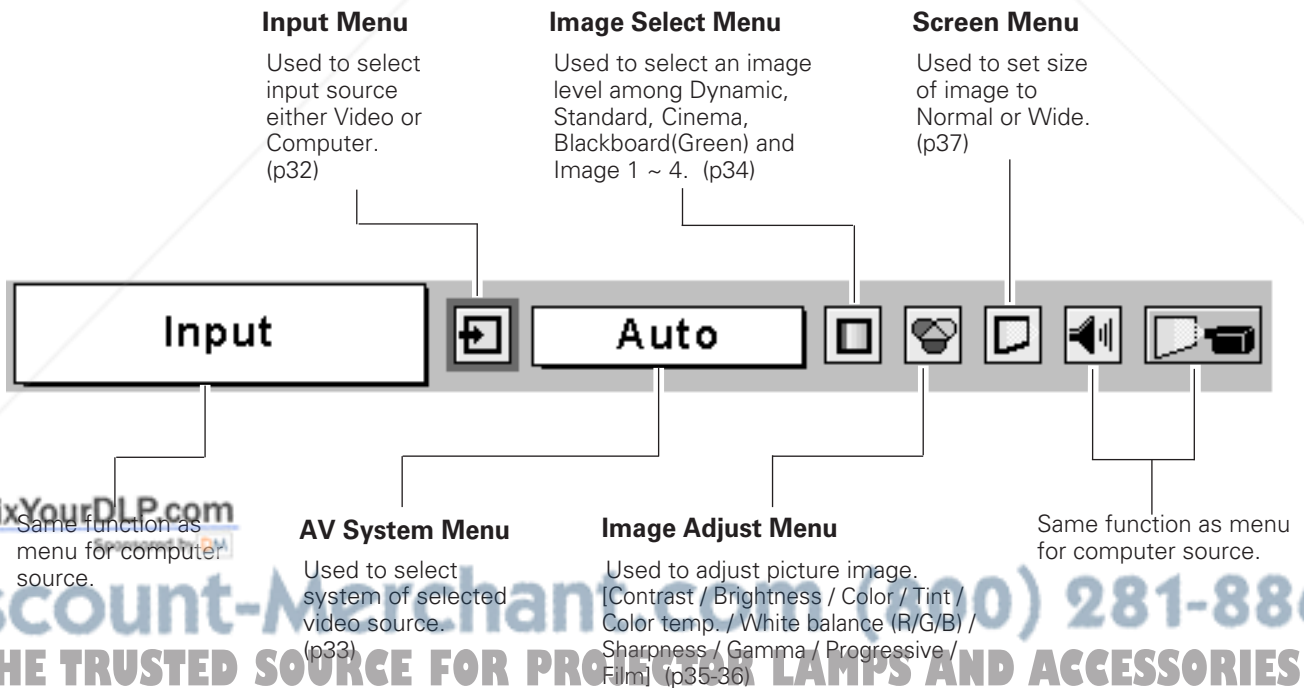 Input Menu
Used to select
input source
either Video or
Computer.
(p32)
Image Select Menu
Used to select an image
level among Dynamic,
Standard, Cinema,
Blackboard(Green) and
Image 1 ~ 4. (p34)
Screen Menu
Used to set size
of image to
Normal or Wide.
(p37)
Input
Auto
Same function as
menu for computer
source.
AV System Menu
Used to select
system of selected
video source.
(p33)
Image Adjust Menu
Used to adjust picture image.
[Contrast / Brightness / Color / Tint /
Color temp. / White balance (R/G/B) /
Sharpness / Gamma / Progressive /
Film] (p35-36)
Same function as menu
for computer source.
ixYourDLP.com
Sponsored by DM
scount-Merchant.com (800) 281-88
HE TRUSTED SOURCE FOR PROJECTOR LAMPS AND ACCESSORIES